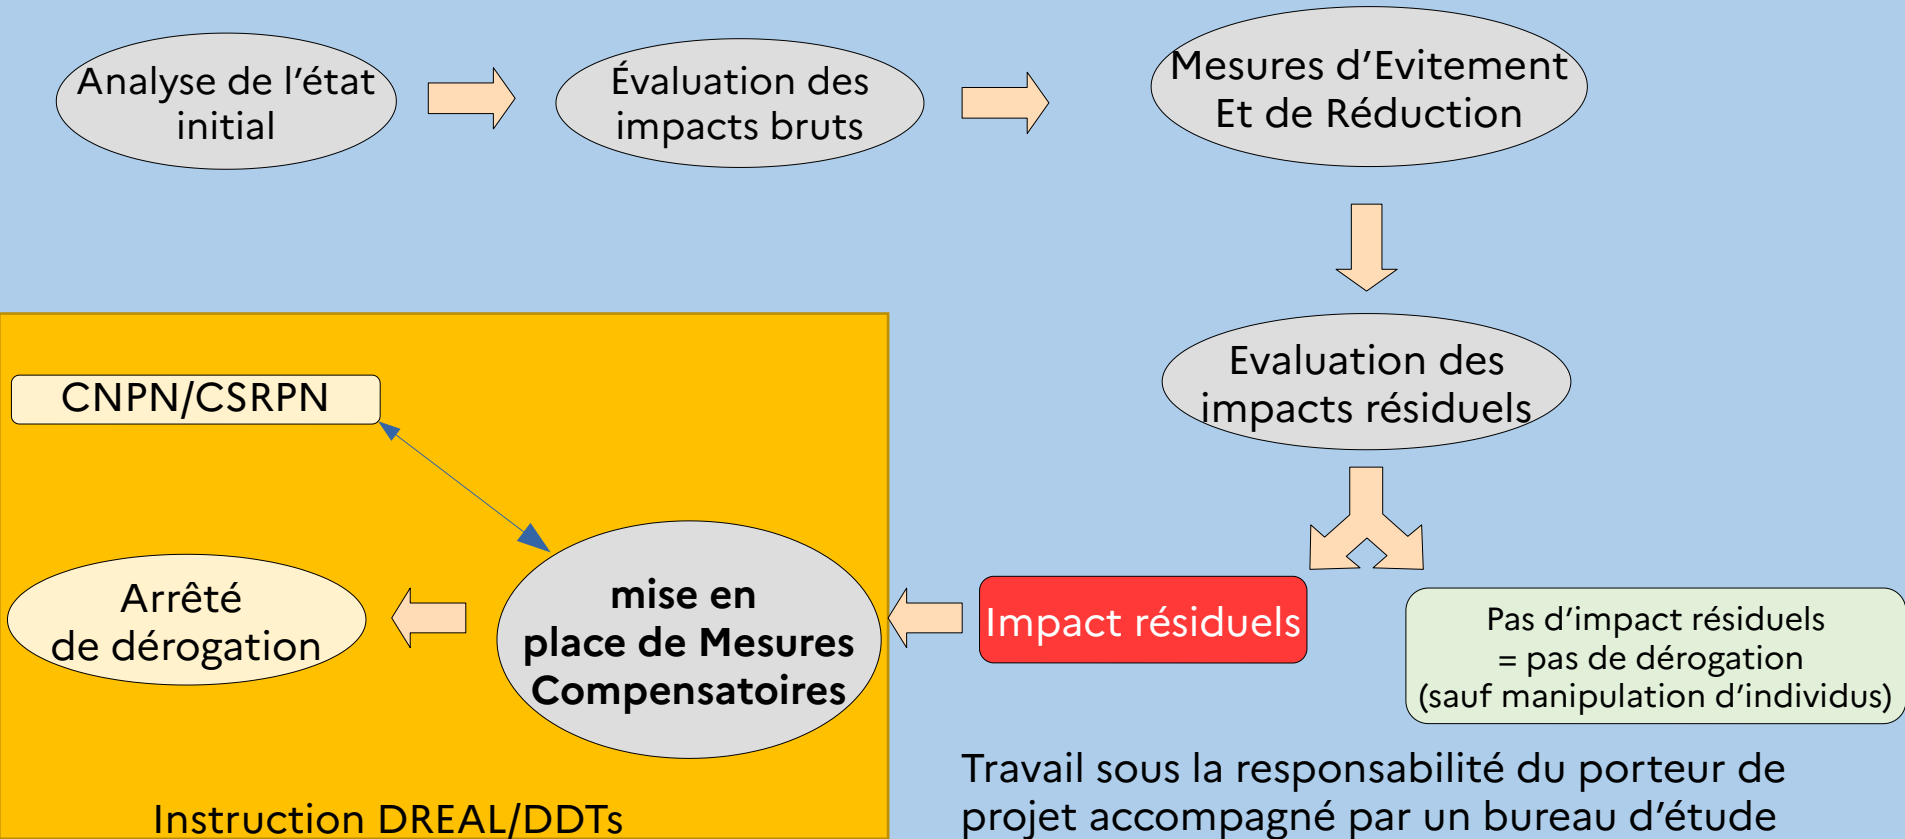 Analyse de l'état
initial
Évaluation des
impacts bruts
Mesures d'Evitement
Et de Réduction
Evaluation des
impacts résiduels
CNPN/CSRPN
Arrêté
de dérogation
mise en
place de Mesures
Compensatoires
Impact résiduels
Pas d'impact résiduels
= pas de dérogation
(sauf manipulation d'individus)
Instruction DREAL/DDTs
Travail sous la responsabilité du porteur de
projet accompagné par un bureau d'étude